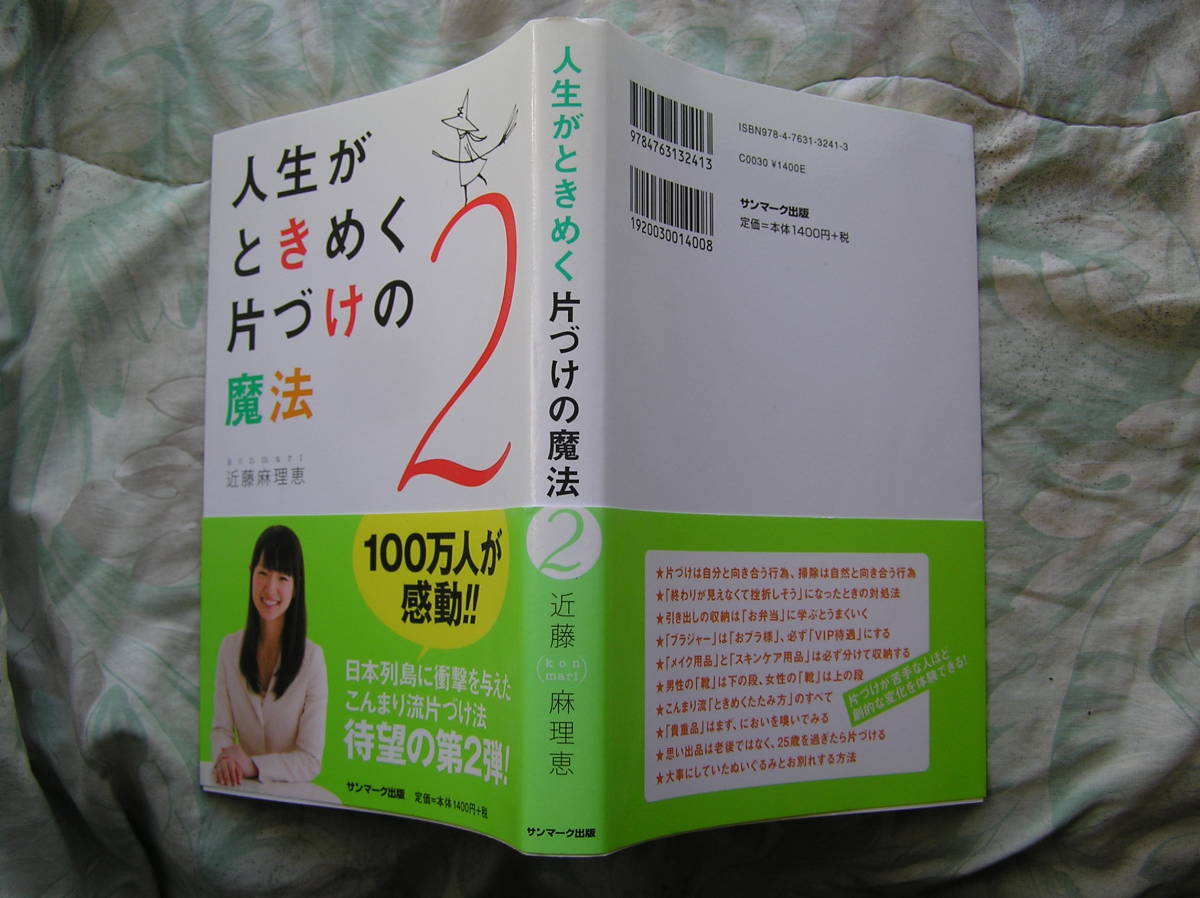 人生が
ときめく
片づけの
魔法
2
konmari
近藤麻理恵
100万人が
感動!!
日本列島に衝撃を与えた
こんまり流片づけ法
待望の第2弾!
サンマーク出版 定価=本体1400円+税
人生がときめく片づけの魔法
2
近藤
(kon
mari)
麻理恵
サンマーク出版
9784763132413
ISBN978-4-7631-3241-3
C0030 ¥1400E
1920030014008
サンマーク出版
定価=本体1400円+税
★片づけは自分と向き合う行為、掃除は自然と向き合う行為
★「終わりが見えなくて挫折しそう」になったときの対処法
★引き出しの収納は「お弁当」に学ぶとうまくいく
★「ブラジャー」は「おブラ様」、必ず「VIP待遇」にする
★「メイク用品」と「スキンケア用品」は必ず分けて収納する
★男性の「靴」は下の段、女性の「靴」は上の段
★こんまり流「ときめくたたみ方」のすべて
★「貴重品」はまず、においを嗅いでみる
★思い出品は老後ではなく、25歳を過ぎたら片づける
★大事にしていたぬいぐるみとお別れする方法
片づけが苦手な人ほど
劇的な変化を体験できる!